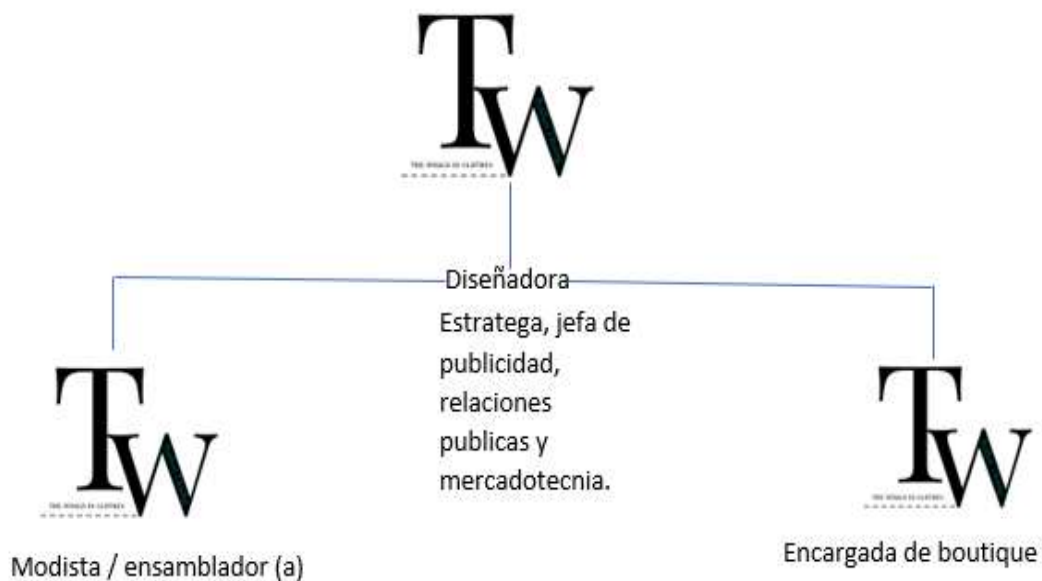 TW
Diseñadora
Estratega, jefa de
publicidad,
relaciones
publicas y
mercadotecnia.
TW
TW
Modista / ensamblador (a)
Encargada de boutique